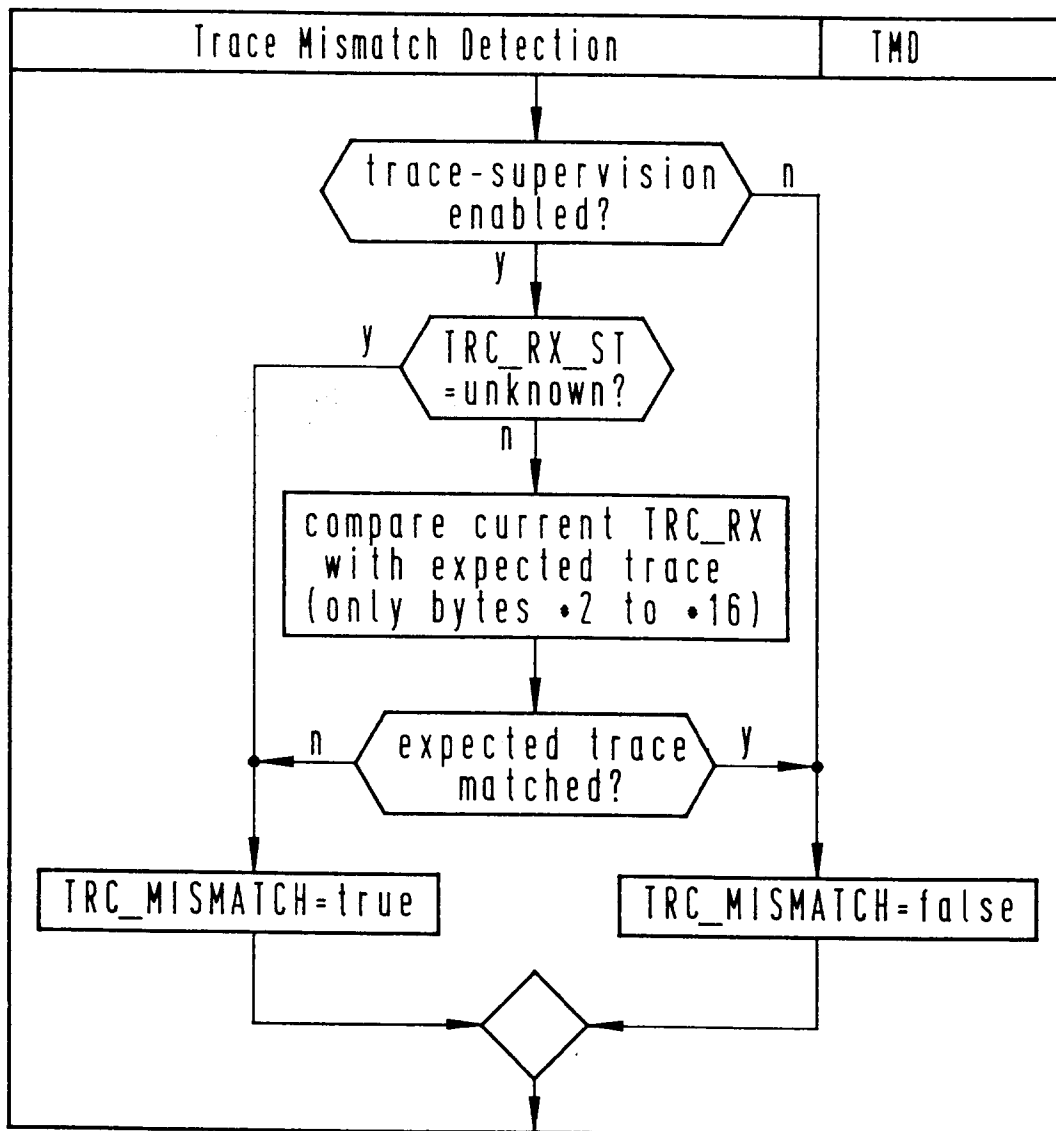 Trace Mismatch Detection
TMD
trace-supervision
enabled?
n
y
TRC_RX_ST
=unknown?
y
n
compare current TRC_RX
with expected trace
(only bytes *2 to *16)
expected trace
matched?
n
y
TRC_MISMATCH=true
TRC_MISMATCH=false